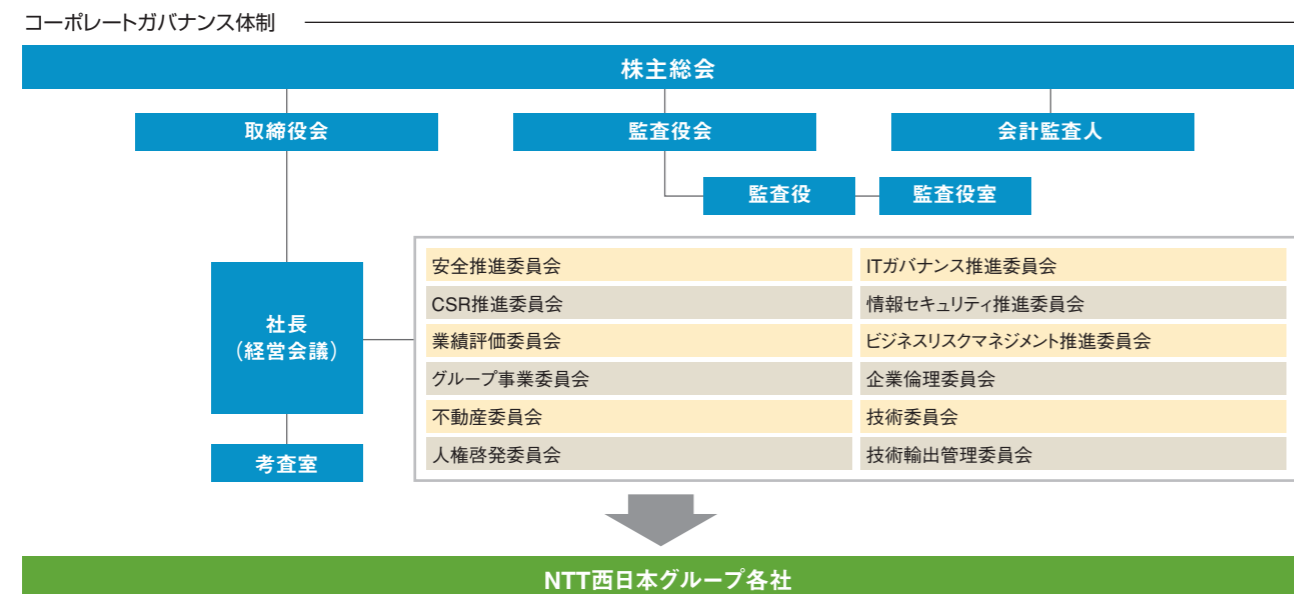 コーポレートガバナンス体制
株主総会
取締役会
監査役会
会計監査人
監査役
監査役室
社長
（経営会議）
考査室
安全推進委員会
ITガバナンス推進委員会
CSR推進委員会
情報セキュリティ推進委員会
業績評価委員会
ビジネスリスクマネジメント推進委員会
グループ事業委員会
企業倫理委員会
不動産委員会
技術委員会
人権啓発委員会
技術輸出管理委員会
NTT西日本グループ各社